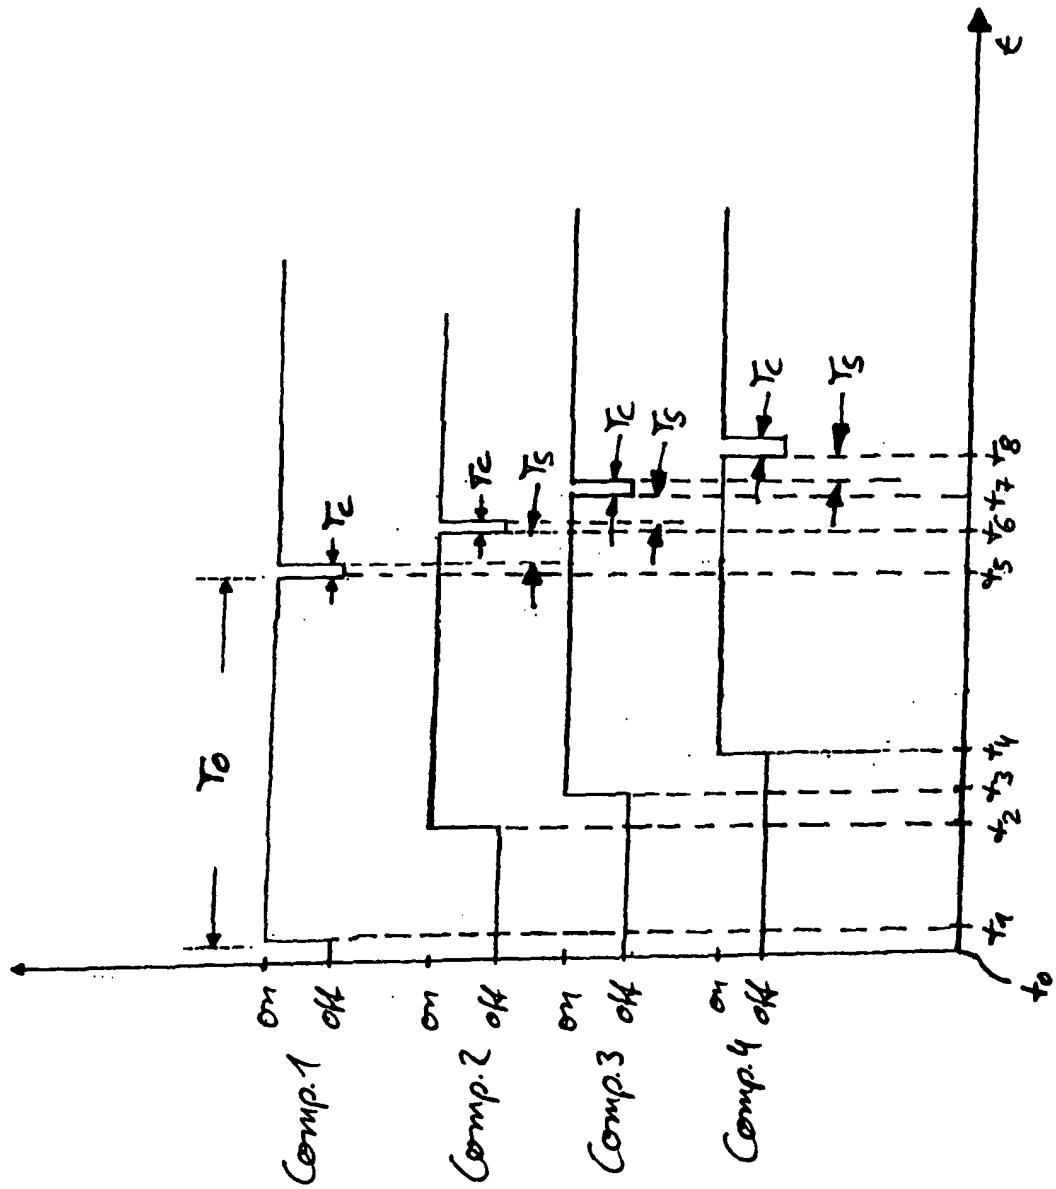 To
Comp.1
on
off
Tc
Comp.2
on
off
Tc
Ts
Comp.3
on
off
Tc
Ts
Comp.4
on
off
Tc
Ts
t0
t1
t2
t3
t4
t5
t6
t7
t8
t